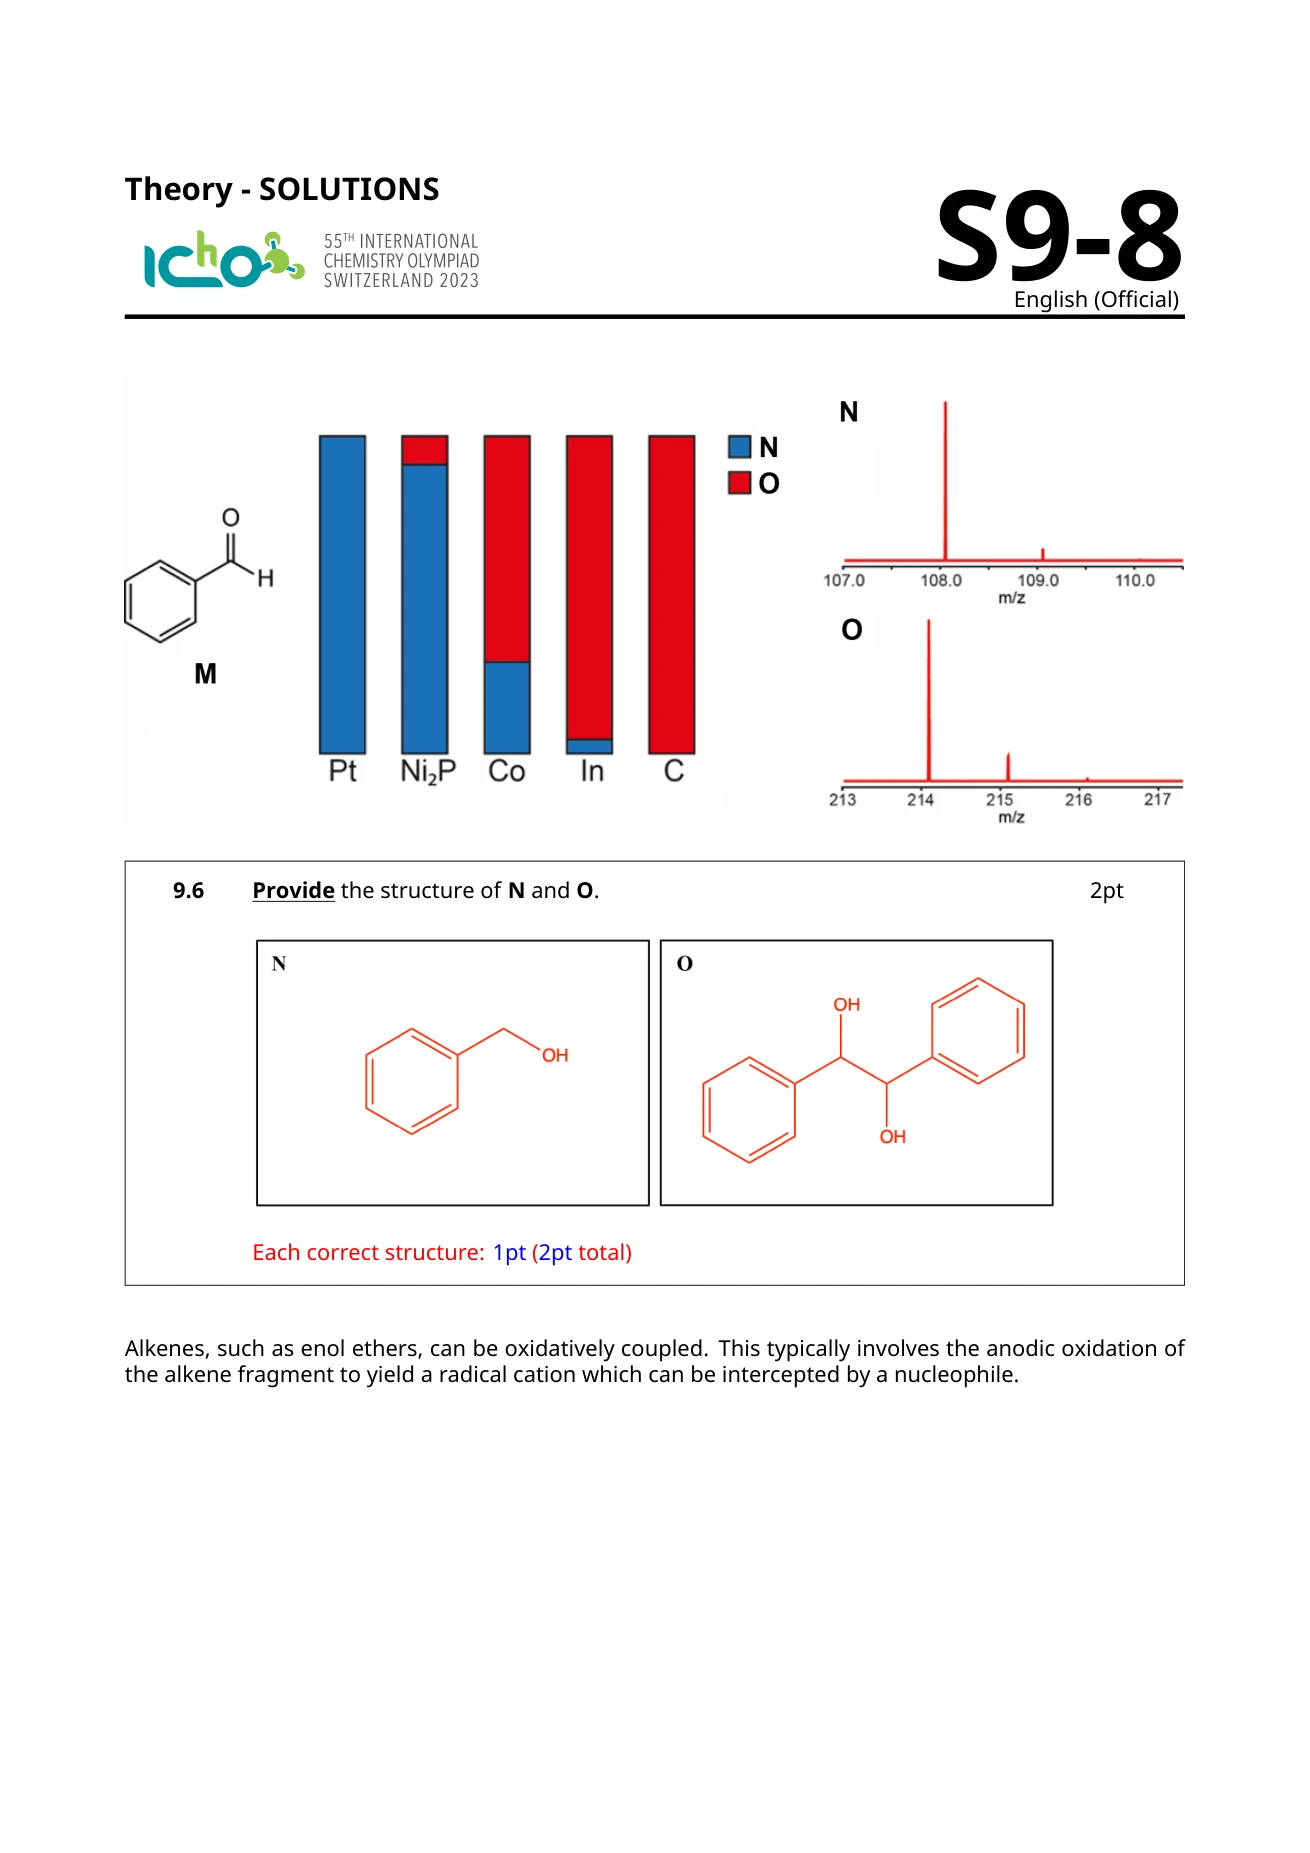 Theory - SOLUTIONS
IChO
55TH INTERNATIONAL
CHEMISTRY OLYMPIAD
SWITZERLAND 2023
S9-8
English (Official)
O
H
M
N
O
Pt
Ni₂P
Co
In
C
N
107.0
108.0
109.0
110.0
m/z
O
213
214
215
216
217
m/z
9.6 Provide the structure of N and O. 2pt
N
OH
O
OH
OH
Each correct structure: 1pt (2pt total)
Alkenes, such as enol ethers, can be oxidatively coupled. This typically involves the anodic oxidation of
the alkene fragment to yield a radical cation which can be intercepted by a nucleophile.